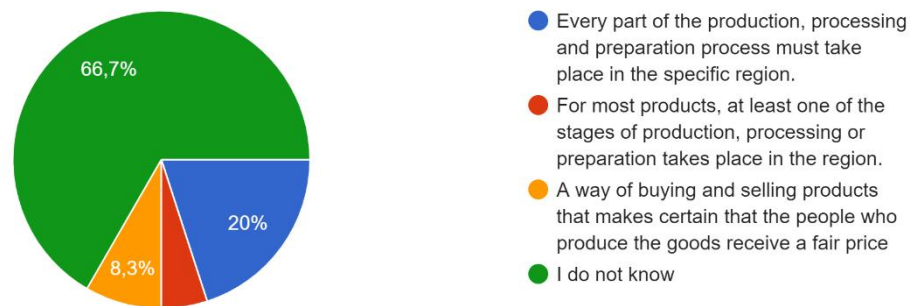 66,7%
20%
8,3%
Every part of the production, processing
and preparation process must take
place in the specific region.
For most products, at least one of the
stages of production, processing or
preparation takes place in the region.
A way of buying and selling products
that makes certain that the people who
produce the goods receive a fair price
I do not know